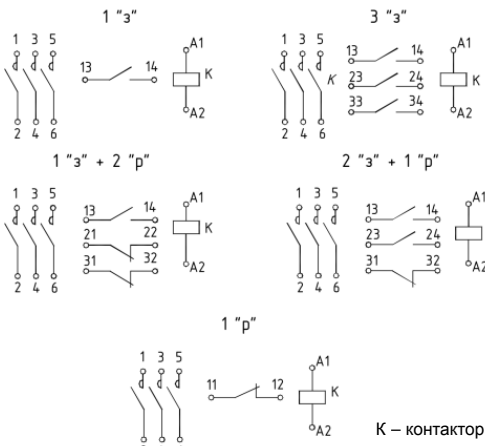 1 "з"
1 3 5
13 14
A1
K
A2
2 4 6
3 "з"
1 3 5
13 14
K 23 24
33 34
A1
K
A2
2 4 6
1 "з" + 2 "р"
1 3 5
13 14
21 22
31 32
A1
K
A2
2 4 6
2 "з" + 1 "р"
1 3 5
13 14
23 24
31 32
A1
A2
2 4 6
1 "р"
1 3 5
11 12
A1
K
A2
К – контактор